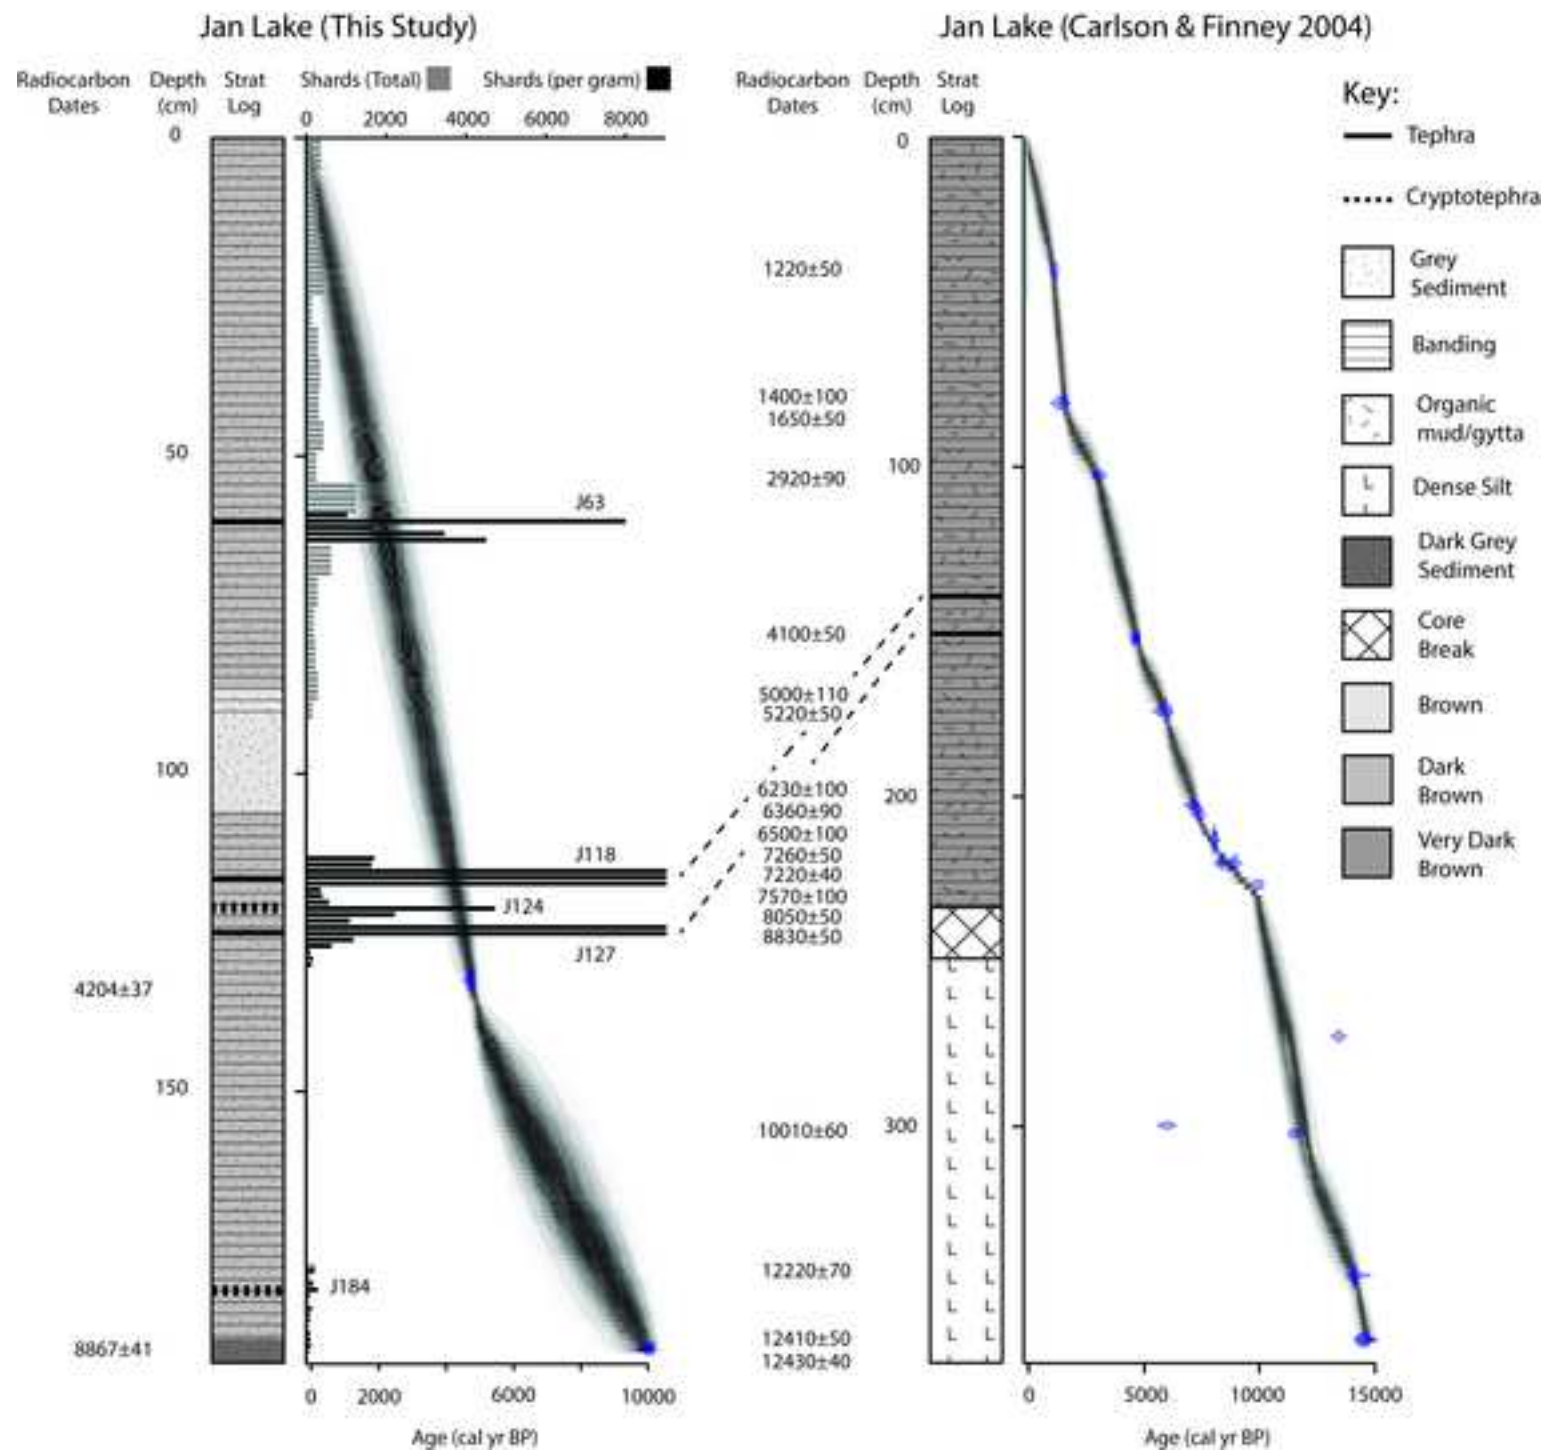 Jan Lake (This Study)
Radiocarbon Dates
Depth (cm)
Strat Log
Shards (Total)
Shards (per gram)
0 2000 4000 6000 8000
0
50
100
150
J63
J118
J124
J127
J184
4204±37
8867±41
0 2000 6000 10000
Age (cal yr BP)
Jan Lake (Carlson & Finney 2004)
Radiocarbon Dates
Depth (cm)
Strat Log
0
100
200
300
1220±50
1400±100
1650±50
2920±90
4100±50
5000±110
5220±50
6230±100
6360±90
6500±100
7260±50
7220±40
7570±100
8050±50
8830±50
10010±60
12220±70
12410±50
12430±40
0 5000 10000 15000
Age (cal yr BP)
Key:
Tephra
Cryptotephra
Grey
Sediment
Banding
Organic
mud/gytta
Dense Silt
Dark Grey
Sediment
Core
Break
Brown
Dark
Brown
Very Dark
Brown
L L
L L
L L
L L
L L
L L
L L
L L
L L
L L
L L
L L
L L